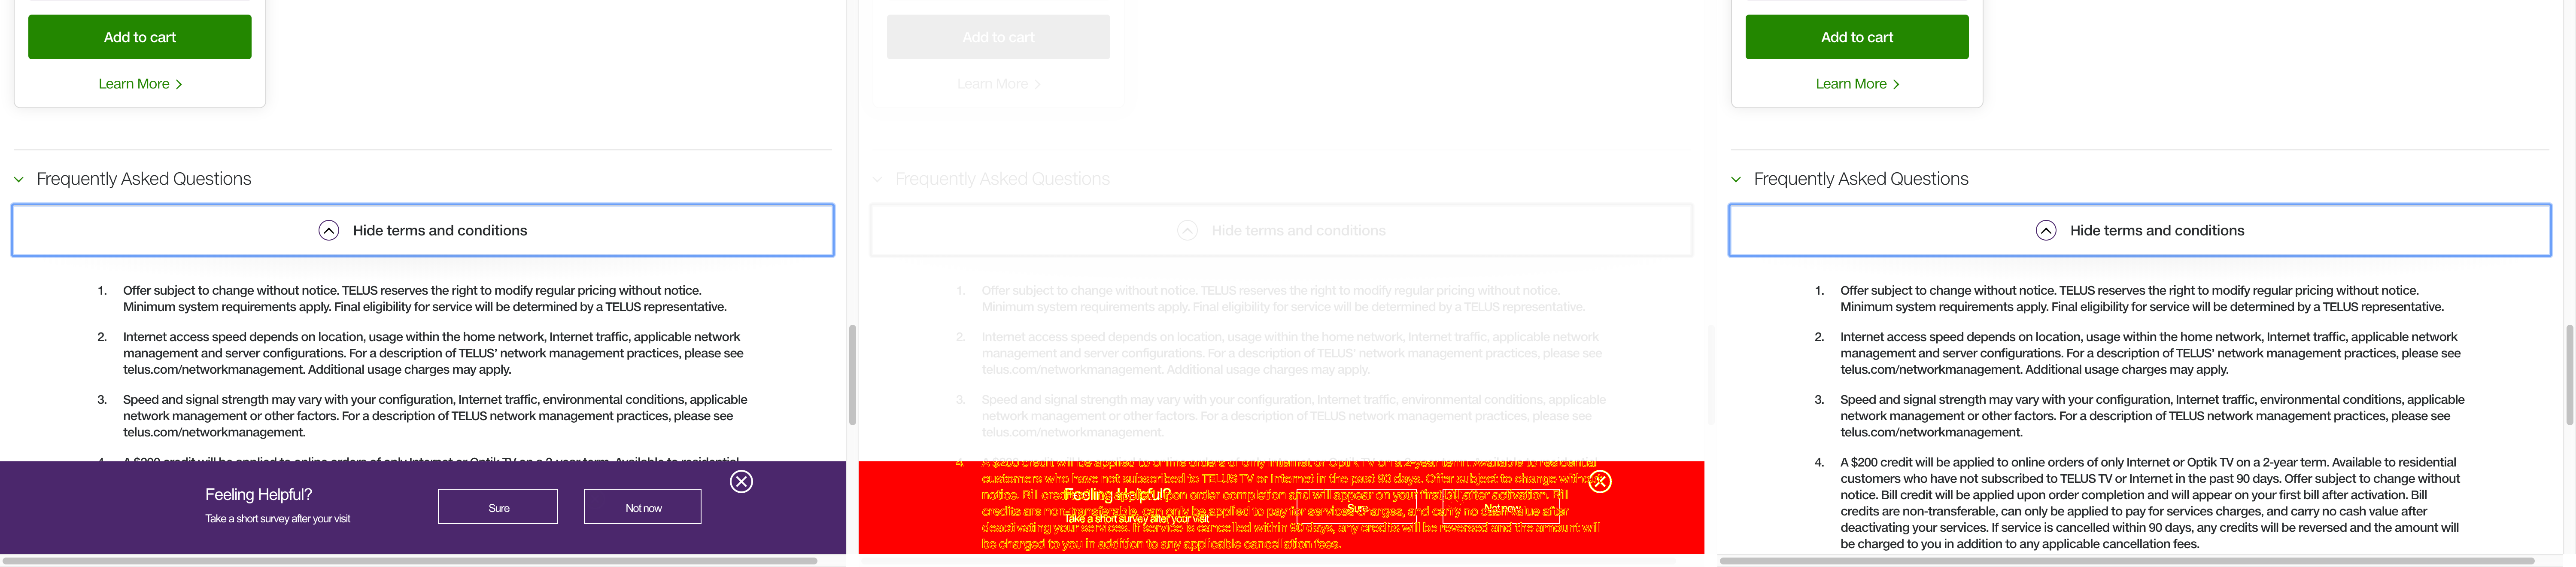 Add to cart
Learn More
Frequently Asked Questions
Hide terms and conditions
1. Offer subject to change without notice. TELUS reserves the right to modify regular pricing without notice.
Minimum system requirements apply. Final eligibility for service will be determined by a TELUS representative.
2. Internet access speed depends on location, usage within the home network, Internet traffic, applicable network
management and server configurations. For a description of TELUS' network management practices, please see
telus.com/networkmanagement. Additional usage charges may apply.
3. Speed and signal strength may vary with your configuration, Internet traffic, environmental conditions, applicable
network management or other factors. For a description of TELUS network management practices, please see
telus.com/networkmanagement.
4. A $200 credit will be applied to online orders of only Internet or Optik TV on a 2-year term. Available to residential
Feeling Helpful?
Take a short survey after your visit
Sure
Not now
Add to cart
Learn More
Frequently Asked Questions
Hide terms and conditions
1. Offer subject to change without notice. TELUS reserves the right to modify regular pricing without notice.
Minimum system requirements apply. Final eligibility for service will be determined by a TELUS representative.
2. Internet access speed depends on location, usage within the home network, Internet traffic, applicable network
management and server configurations. For a description of TELUS' network management practices, please see
telus.com/networkmanagement. Additional usage charges may apply.
3. Speed and signal strength may vary with your configuration, Internet traffic, environmental conditions, applicable
network management or other factors. For a description of TELUS network management practices, please see
telus.com/networkmanagement.
4. A $200 credit will be applied to online orders of only Internet or Optik TV on a 2-year term. Available to residential
customers who have not subscribed to TELUS TV or Internet in the past 90 days. Offer subject to change without
notice. Bill credit will be applied upon order completion and will appear on your first bill after activation. Bill
credits are non-transferable, can only be applied to pay for services charges, and carry no cash value after
deactivating your services. If service is cancelled within 90 days, any credits will be reversed and the amount will
be charged to you in addition to any applicable cancellation fees.
Feeling Helpful?
Take a short survey after your visit
Sure
Not now
Add to cart
Learn More
Frequently Asked Questions
Hide terms and conditions
1. Offer subject to change without notice. TELUS reserves the right to modify regular pricing without notice.
Minimum system requirements apply. Final eligibility for service will be determined by a TELUS representative.
2. Internet access speed depends on location, usage within the home network, Internet traffic, applicable network
management and server configurations. For a description of TELUS' network management practices, please see
telus.com/networkmanagement. Additional usage charges may apply.
3. Speed and signal strength may vary with your configuration, Internet traffic, environmental conditions, applicable
network management or other factors. For a description of TELUS network management practices, please see
telus.com/networkmanagement.
4. A $200 credit will be applied to online orders of only Internet or Optik TV on a 2-year term. Available to residential
customers who have not subscribed to TELUS TV or Internet in the past 90 days. Offer subject to change without
notice. Bill credit will be applied upon order completion and will appear on your first bill after activation. Bill
credits are non-transferable, can only be applied to pay for services charges, and carry no cash value after
deactivating your services. If service is cancelled within 90 days, any credits will be reversed and the amount will
be charged to you in addition to any applicable cancellation fees.